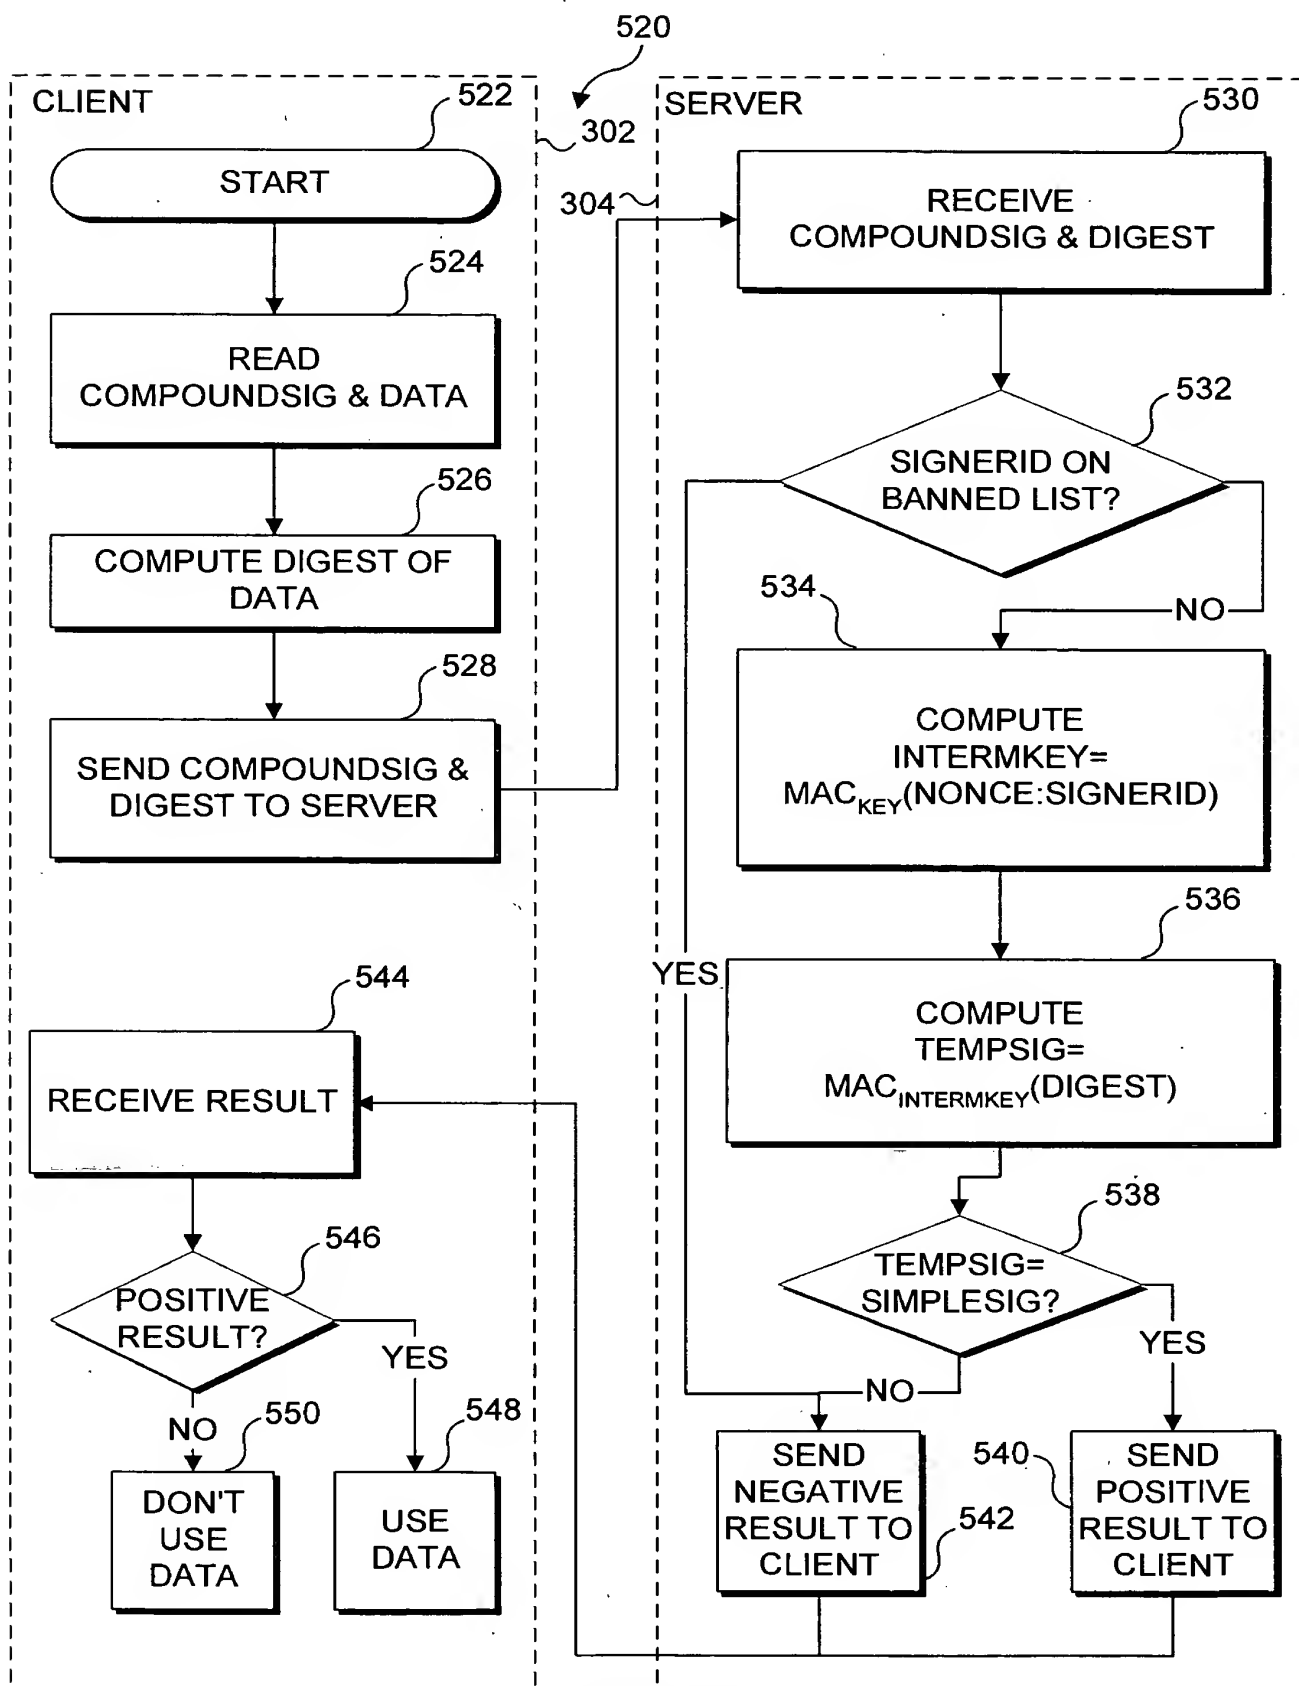 520
CLIENT
522
302
START
524
READ
COMPOUNDSIG & DATA
526
COMPUTE DIGEST OF
DATA
528
SEND COMPOUNDSIG &
DIGEST TO SERVER
SERVER
530
304
RECEIVE
COMPOUNDSIG & DIGEST
532
SIGNERID ON
BANNED LIST?
NO
534
COMPUTE
INTERMKEY=
MAC_KEY(NONCE:SIGNERID)
536
YES
COMPUTE
TEMPSIG=
MAC_INTERMKEY(DIGEST)
538
TEMPSIG=
SIMPLESIG?
YES
NO
SEND
NEGATIVE
RESULT TO
CLIENT
542
540
SEND
POSITIVE
RESULT TO
CLIENT
544
RECEIVE RESULT
546
POSITIVE
RESULT?
YES
NO
550
548
DON'T
USE
DATA
USE
DATA